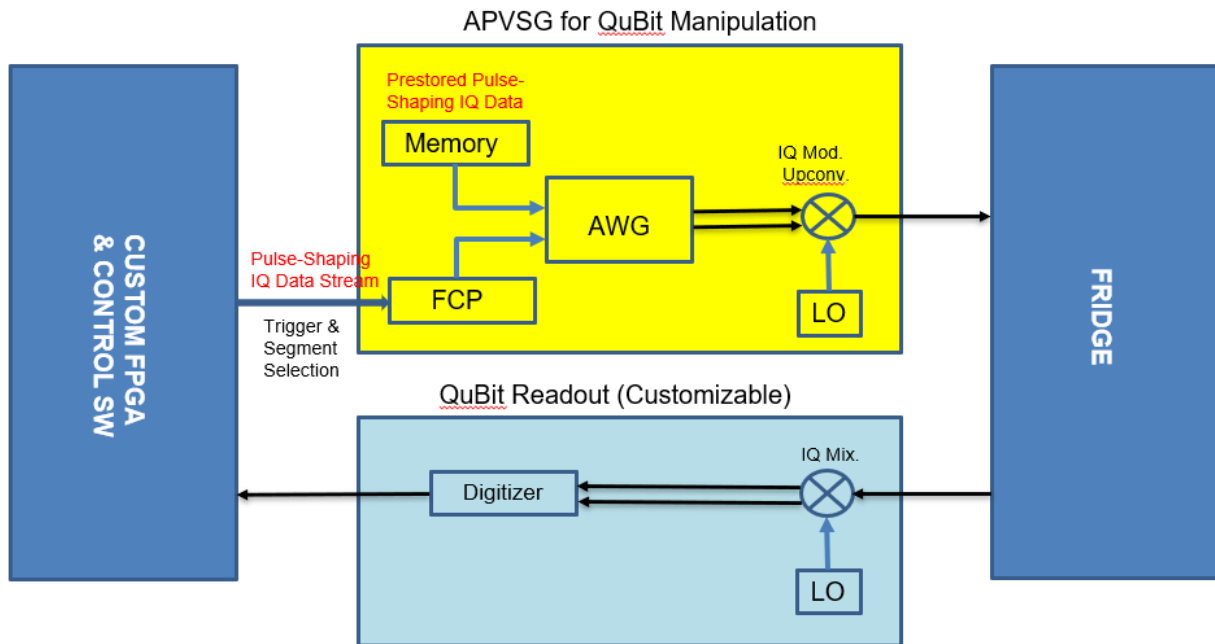 APVSG for QuBit Manipulation
CUSTOM FPGA
& CONTROL SW
Prestored Pulse-
Shaping IQ Data
Memory
AWG
IQ Mod.
Upconv.
LO
Pulse-Shaping
IQ Data Stream
FCP
Trigger &
Segment
Selection
FRIDGE
QuBit Readout (Customizable)
Digitizer
IQ Mix.
LO